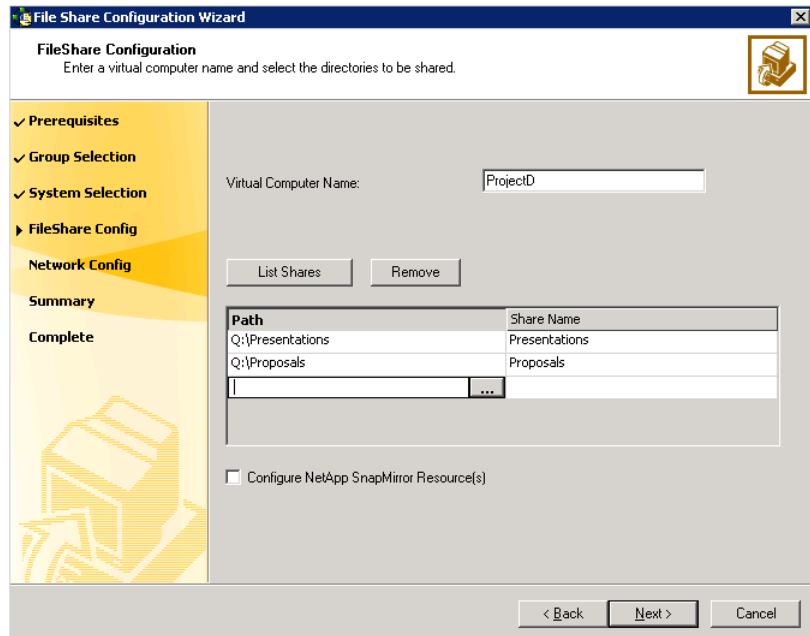 File Share Configuration Wizard
FileShare Configuration
Enter a virtual computer name and select the directories to be shared.
Prerequisites
Group Selection
System Selection
FileShare Config
Network Config
Summary
Complete
Virtual Computer Name: ProjectD
List Shares Remove
Path Share Name
Q:\Presentations Presentations
Q:\Proposals Proposals
...
Configure NetApp SnapMirror Resource(s)
< Back Next > Cancel